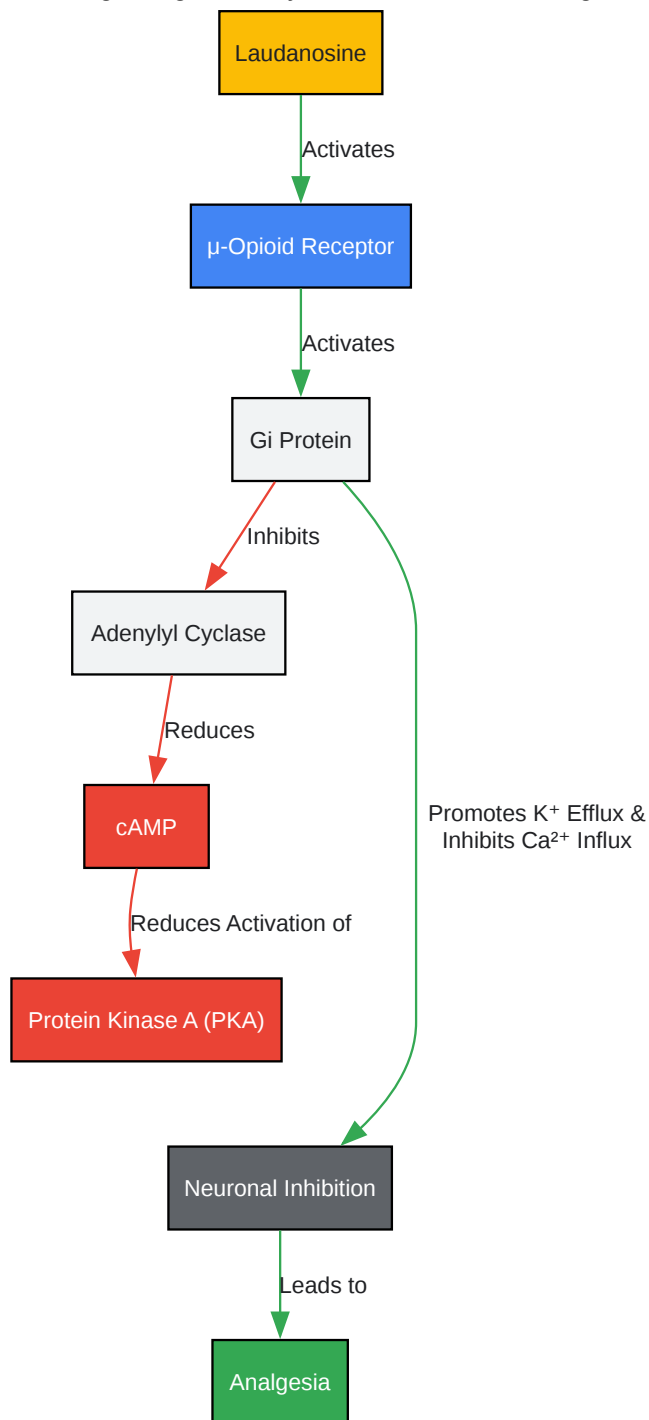 Laudanosine
Activates
μ-Opioid Receptor
Activates
Gi Protein
Inhibits
Adenylyl Cyclase
Reduces
cAMP
Promotes K⁺ Efflux &
Inhibits Ca²⁺ Influx
Reduces Activation of
Protein Kinase A (PKA)
Neuronal Inhibition
Leads to
Analgesia